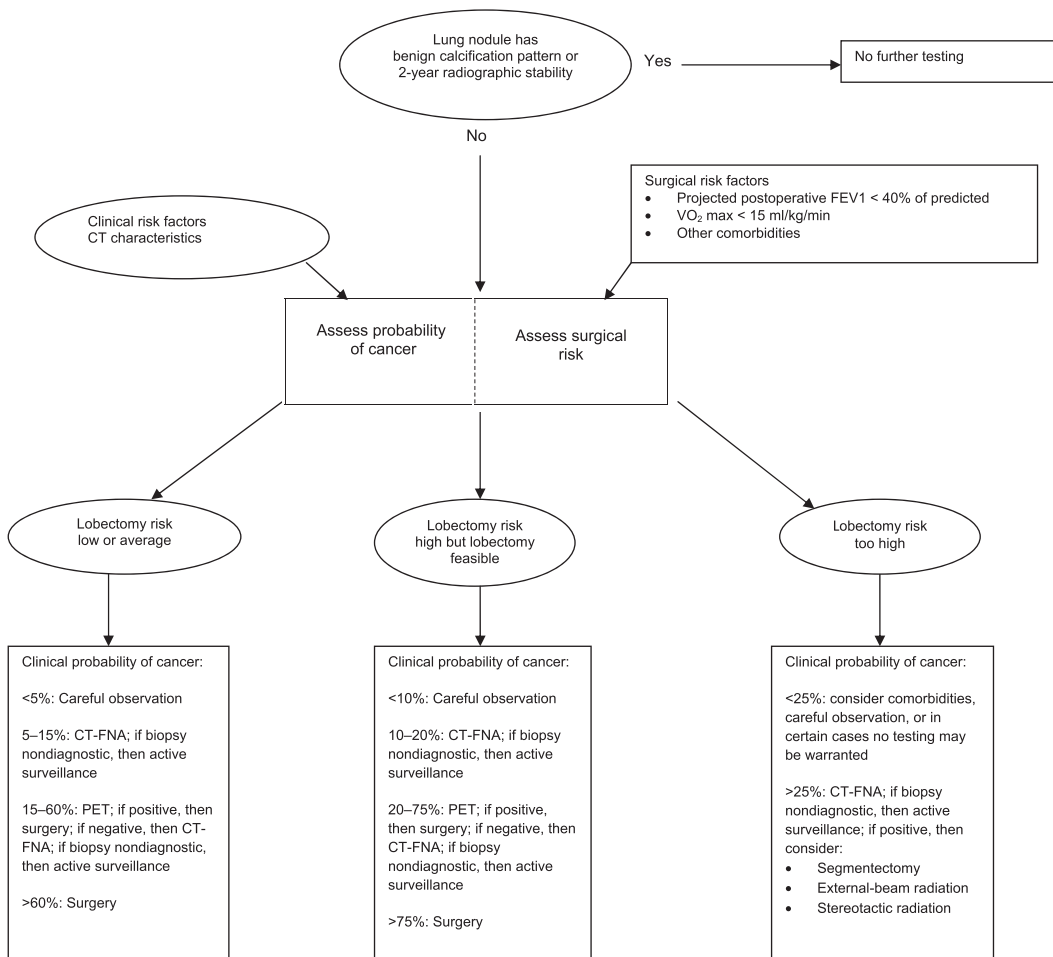 Lung nodule has
benign calcification pattern or
2-year radiographic stability
Yes
No further testing
No
Clinical risk factors
CT characteristics
Surgical risk factors
• Projected postoperative FEV1 < 40% of predicted
• VO₂ max < 15 ml/kg/min
• Other comorbidities
Assess probability
of cancer
Assess surgical
risk
Lobectomy risk
low or average
Lobectomy risk
high but lobectomy
feasible
Lobectomy risk
too high
Clinical probability of cancer:
<5%: Careful observation
5–15%: CT-FNA; if biopsy
nondiagnostic, then active
surveillance
15–60%: PET; if positive, then
surgery; if negative, then CT-
FNA; if biopsy nondiagnostic,
then active surveillance
>60%: Surgery
Clinical probability of cancer:
<10%: Careful observation
10–20%: CT-FNA; if biopsy
nondiagnostic, then active
surveillance
20–75%: PET; if positive,
then surgery; if negative, then
CT-FNA; if biopsy
nondiagnostic, then active
surveillance
>75%: Surgery
Clinical probability of cancer:
<25%: consider comorbidities,
careful observation, or in
certain cases no testing may
be warranted
>25%: CT-FNA; if biopsy
nondiagnostic, then active
surveillance; if positive, then
consider:
• Segmentectomy
• External-beam radiation
• Stereotactic radiation